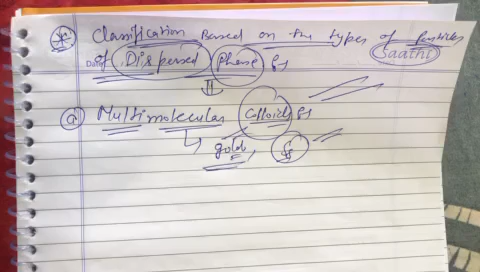 Classification Based on the types of Particles
Saathi
of Dispersed Phase
(a) Multimolecular Colloids
gold,